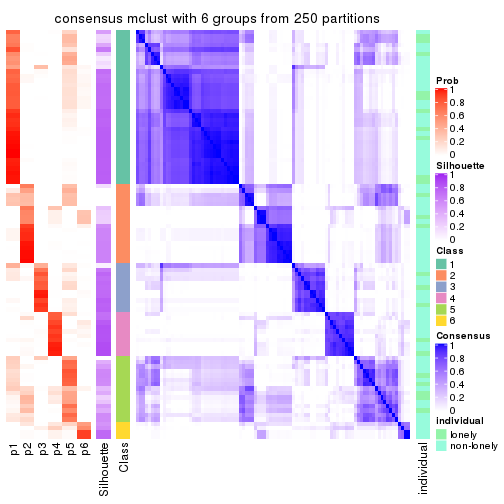 consensus mclust with 6 groups from 250 partitions
Prob
1
0.8
0.6
0.4
0.2
0
Silhouette
1
0.8
0.6
0.4
0.2
0
Class
1
2
3
4
5
6
Consensus
1
0.8
0.6
0.4
0.2
0
individual
lonely
non-lonely
p1
p2
p3
p4
p5
p6
Silhouette
Class
individual